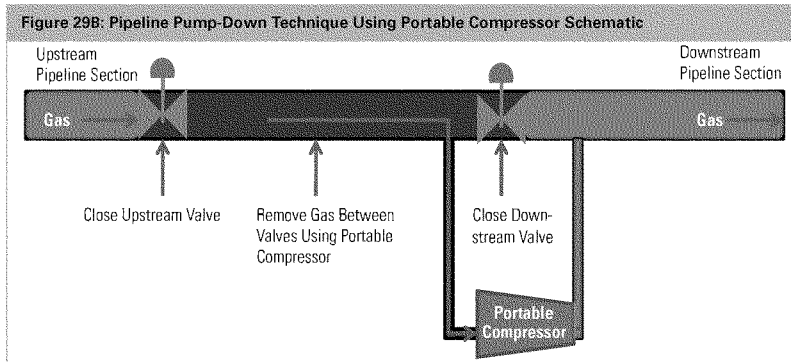 Figure 29B: Pipeline Pump-Down Technique Using Portable Compressor Schematic
Upstream
Pipeline Section
Downstream
Pipeline Section
Gas
Gas
Close Upstream Valve
Remove Gas Between
Valves Using Portable
Compressor
Close Down-
stream Valve
Portable
Compressor